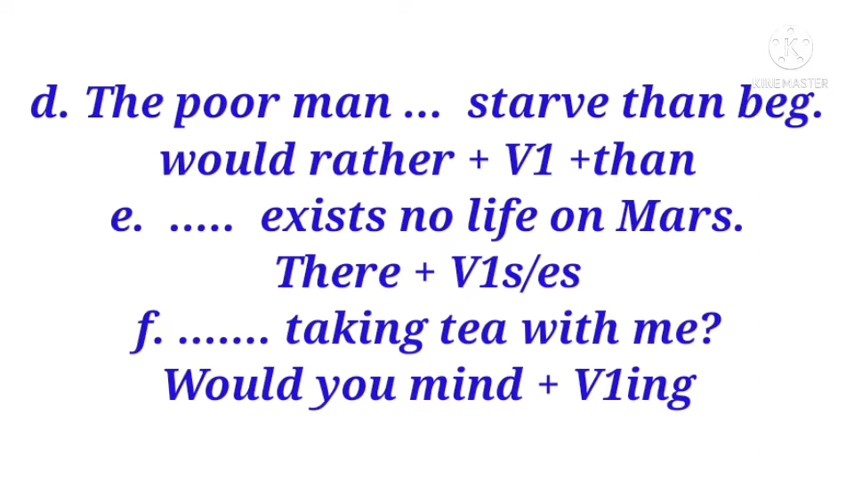 KINEMASTER
d. The poor man ... starve than beg.
would rather + V1 +than
e. ..... exists no life on Mars.
There + V1s/es
f. ....... taking tea with me?
Would you mind + V1ing